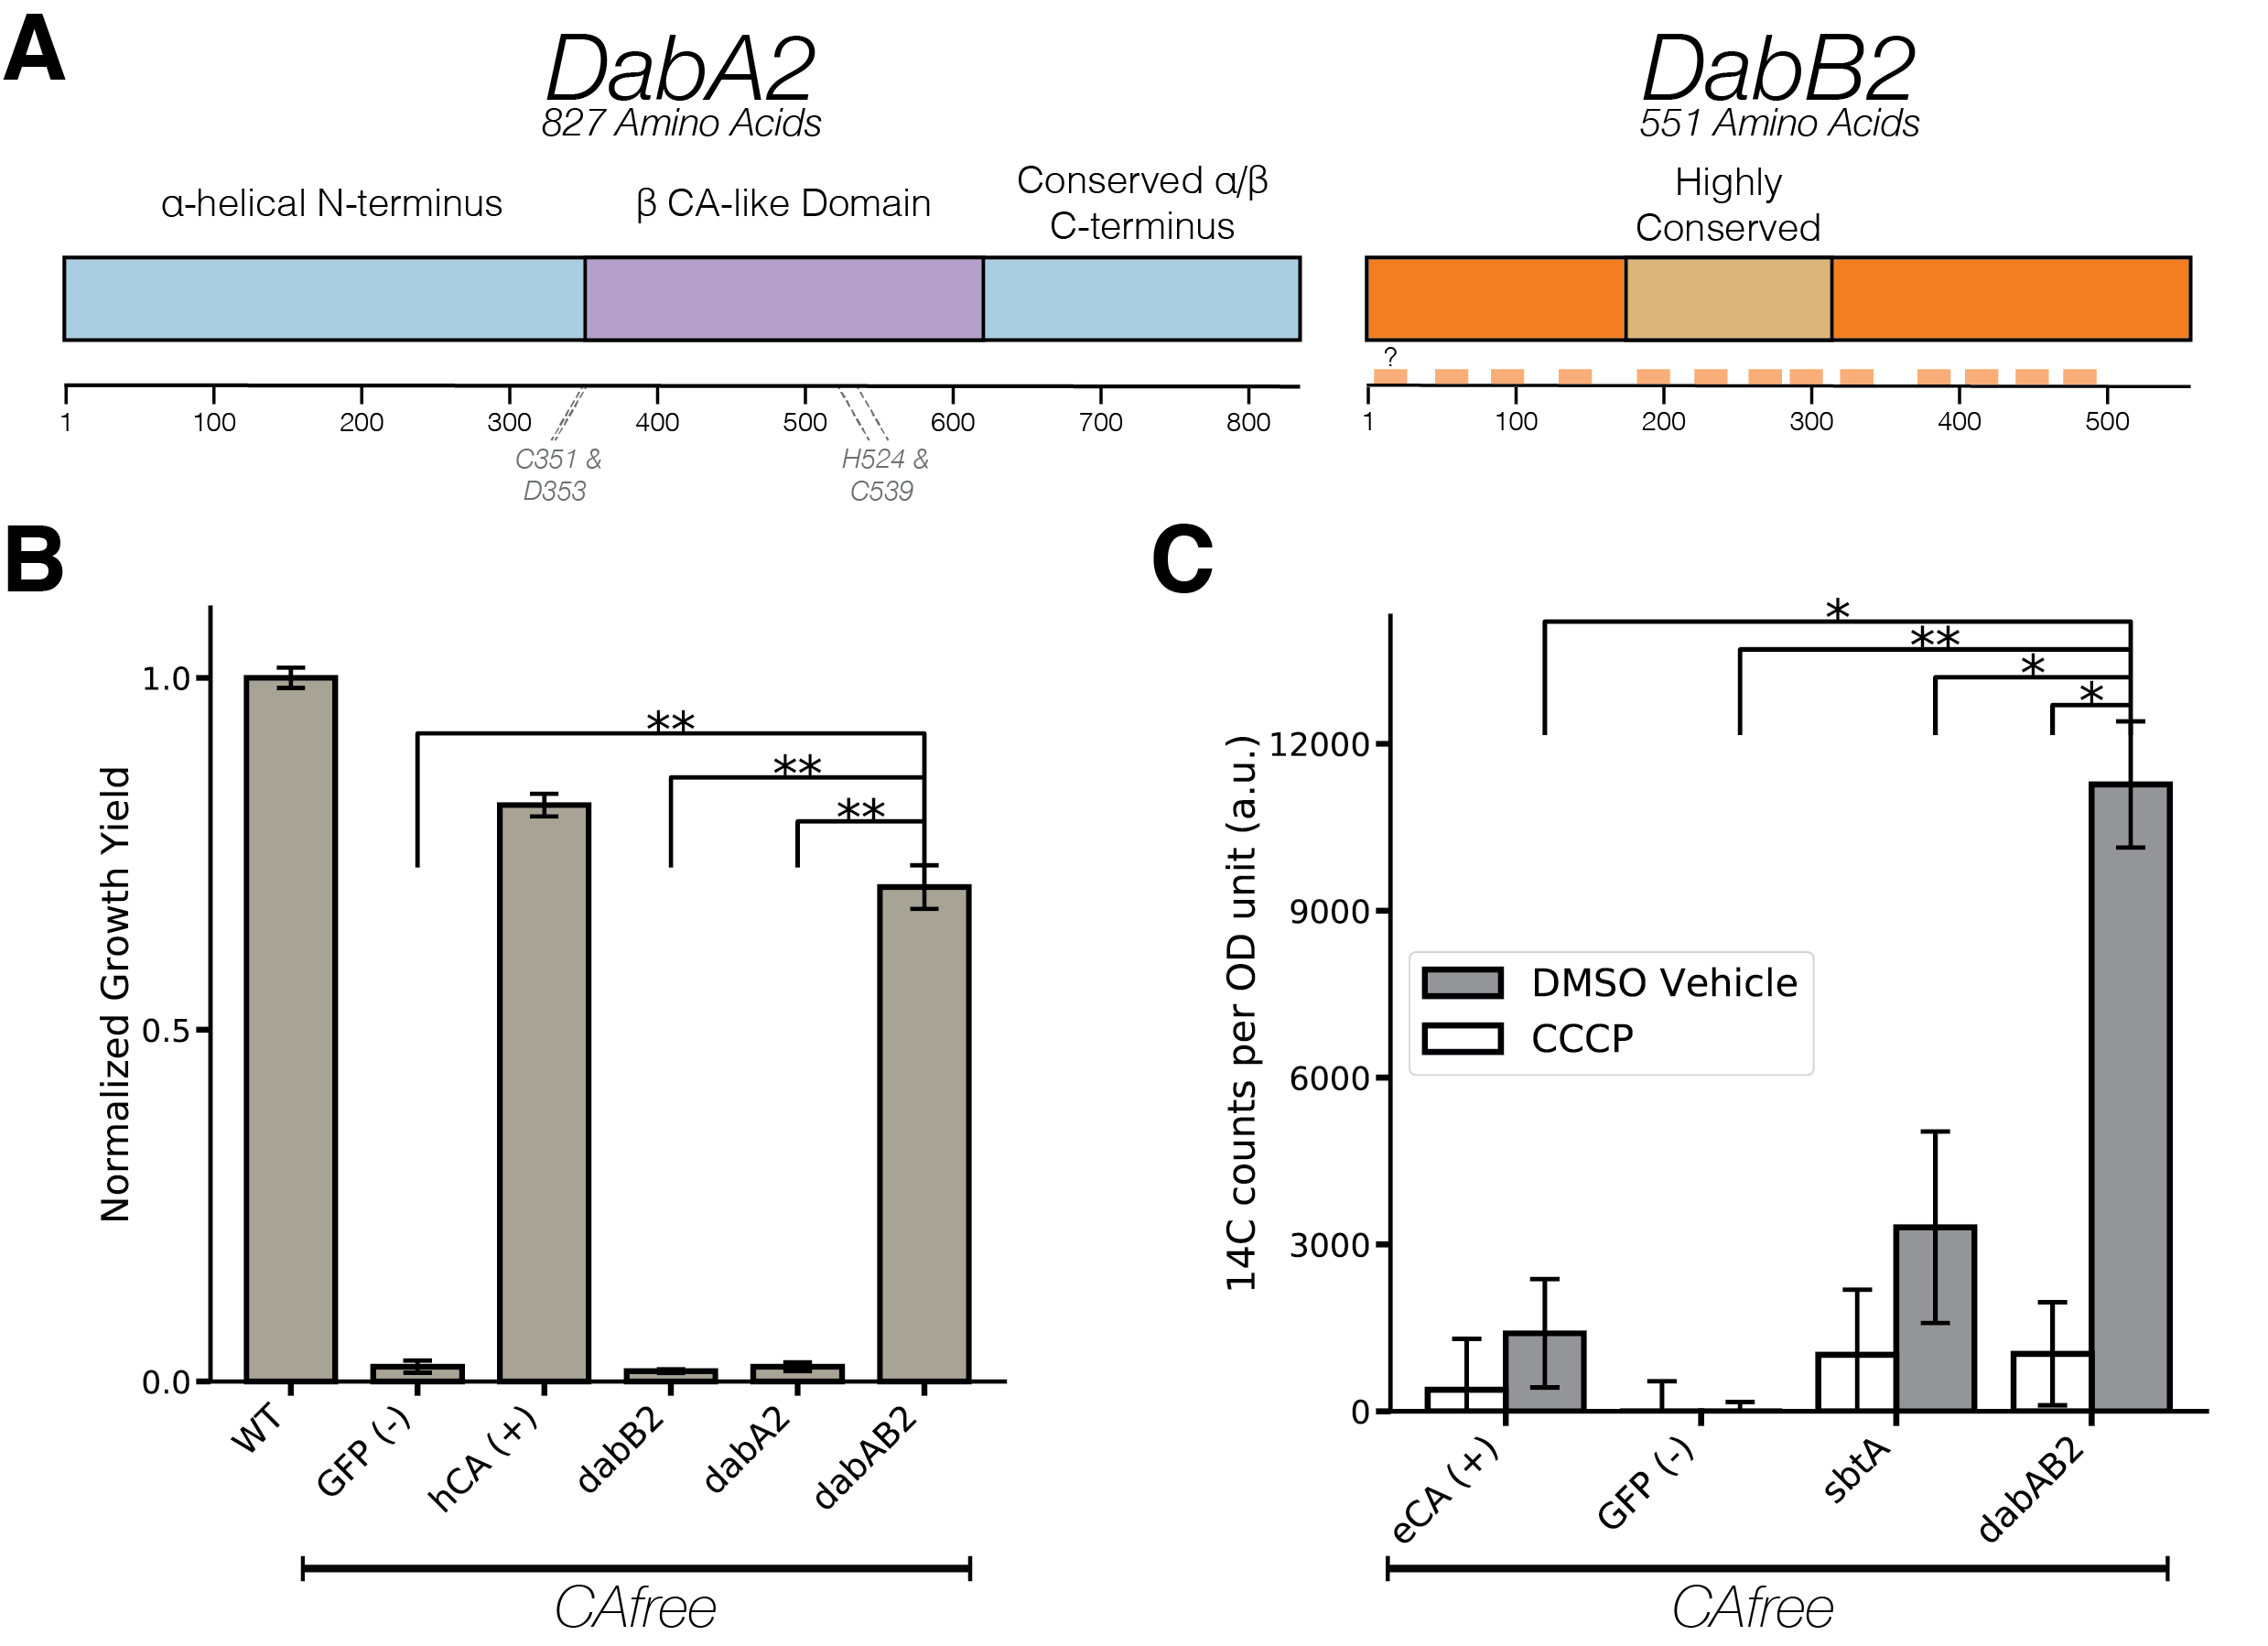 A
DabA2
827 Amino Acids
DabB2
551 Amino Acids
α-helical N-terminus
β CA-like Domain
Conserved α/β
C-terminus
Highly
Conserved
?
1 100 200 300 400 500 600 700 800
C351 &
D353
H524 &
C539
1 100 200 300 400 500
B
Normalized Growth Yield
1.0
0.5
0.0
**
**
**
WT
GFP (-)
hCA (+)
dabB2
dabA2
dabAB2
CAfree
C
14C counts per OD unit (a.u.)
12000
9000
6000
3000
0
*
**
*
*
DMSO Vehicle
CCCP
eCA (+)
GFP (-)
sbtA
dabAB2
CAfree